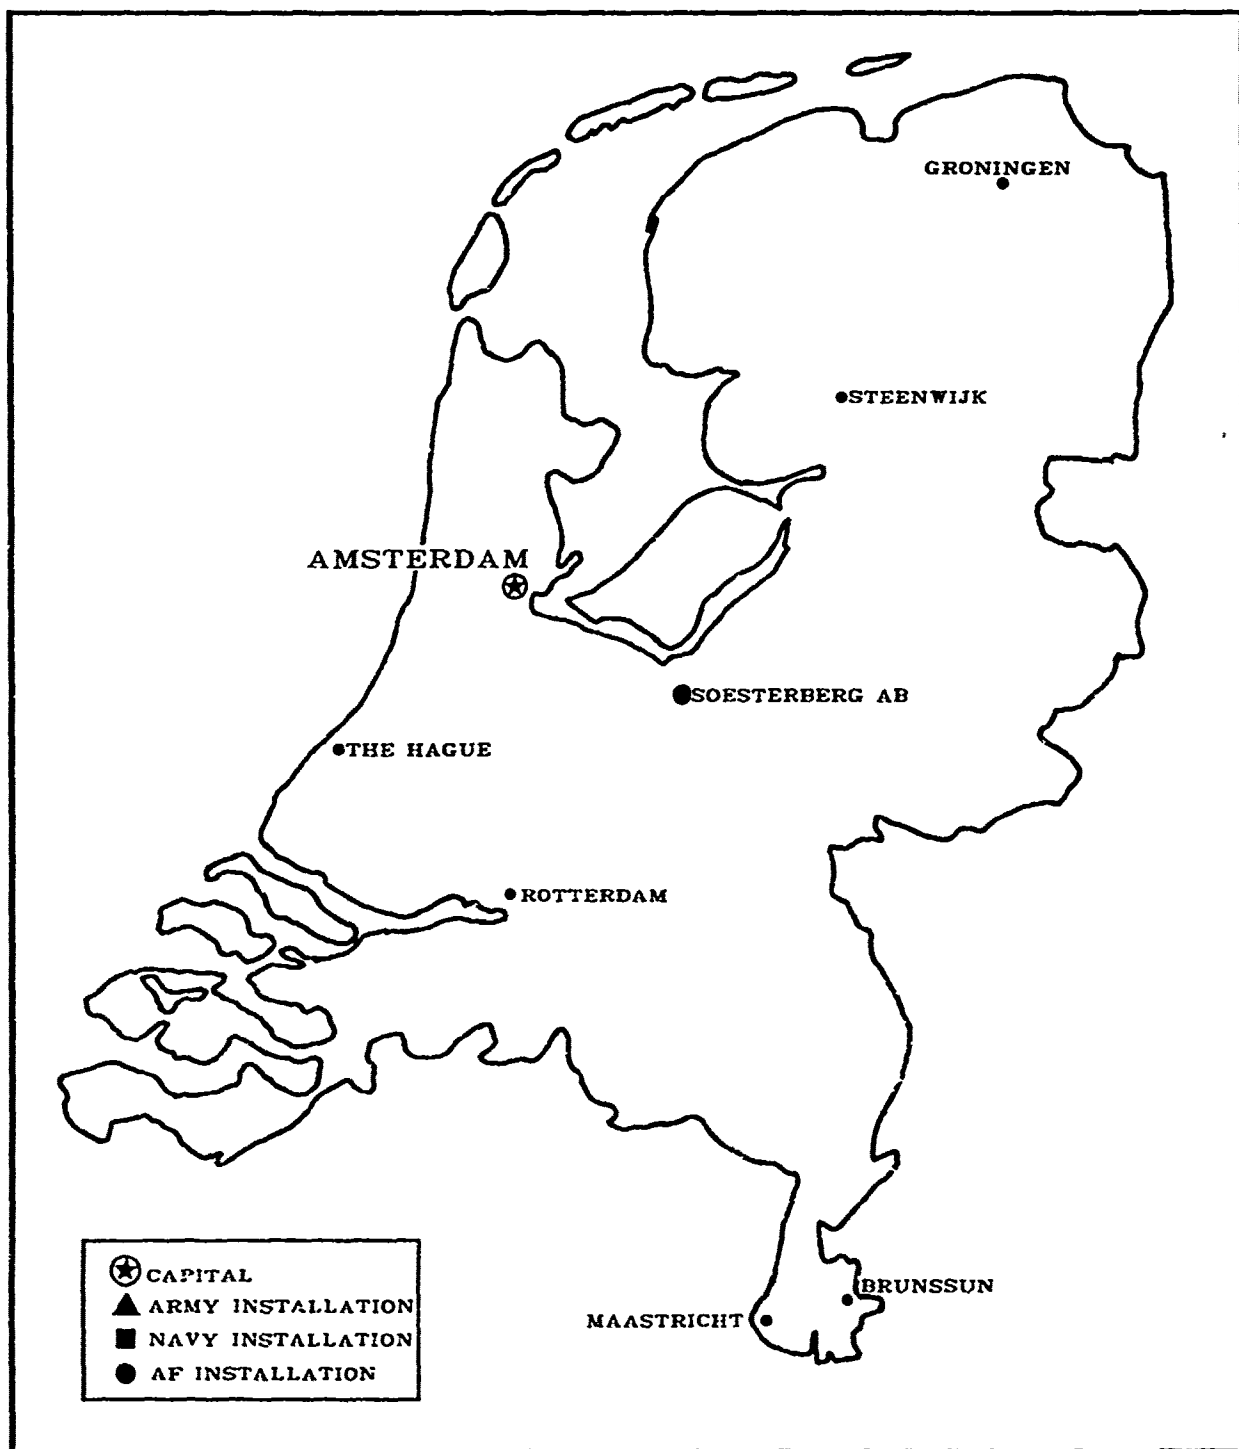 GRONINGEN
STEENWIJK
AMSTERDAM
SOESTERBERG AB
THE HAGUE
ROTTERDAM
BRUNSSUN
MAASTRICHT
CAPITAL
ARMY INSTALLATION
NAVY INSTALLATION
AF INSTALLATION